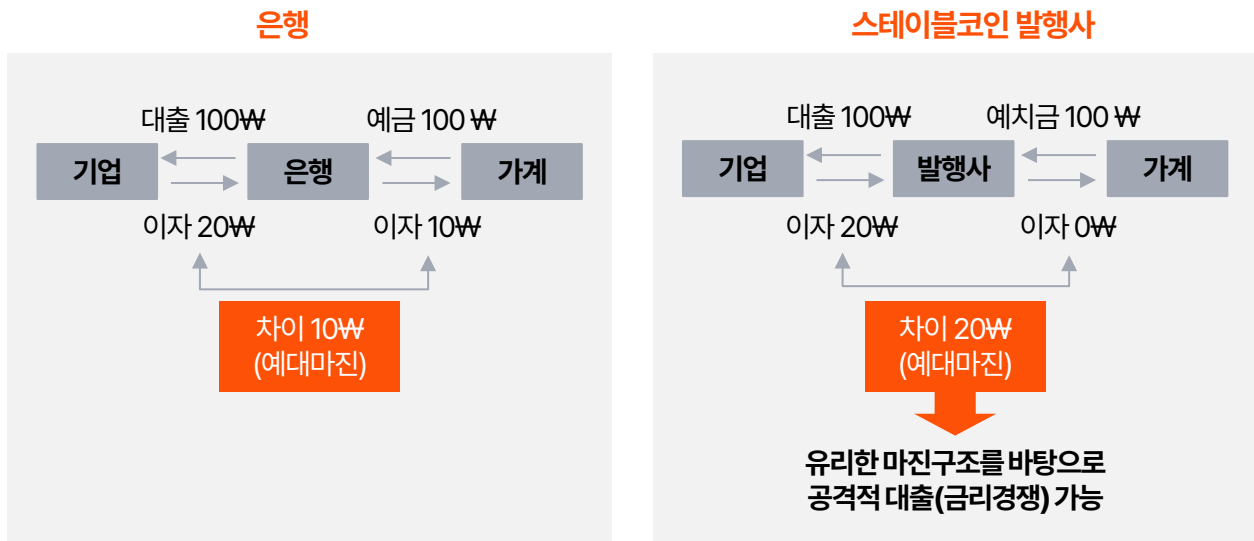 은행
대출 100₩
예금 100 ₩
기업
은행
가계
이자 20₩
이자 10₩
차이 10₩
(예대마진)
스테이블코인 발행사
대출 100₩
예치금 100 ₩
기업
발행사
가계
이자 20₩
이자 0₩
차이 20₩
(예대마진)
유리한 마진구조를 바탕으로
공격적 대출(금리경쟁) 가능